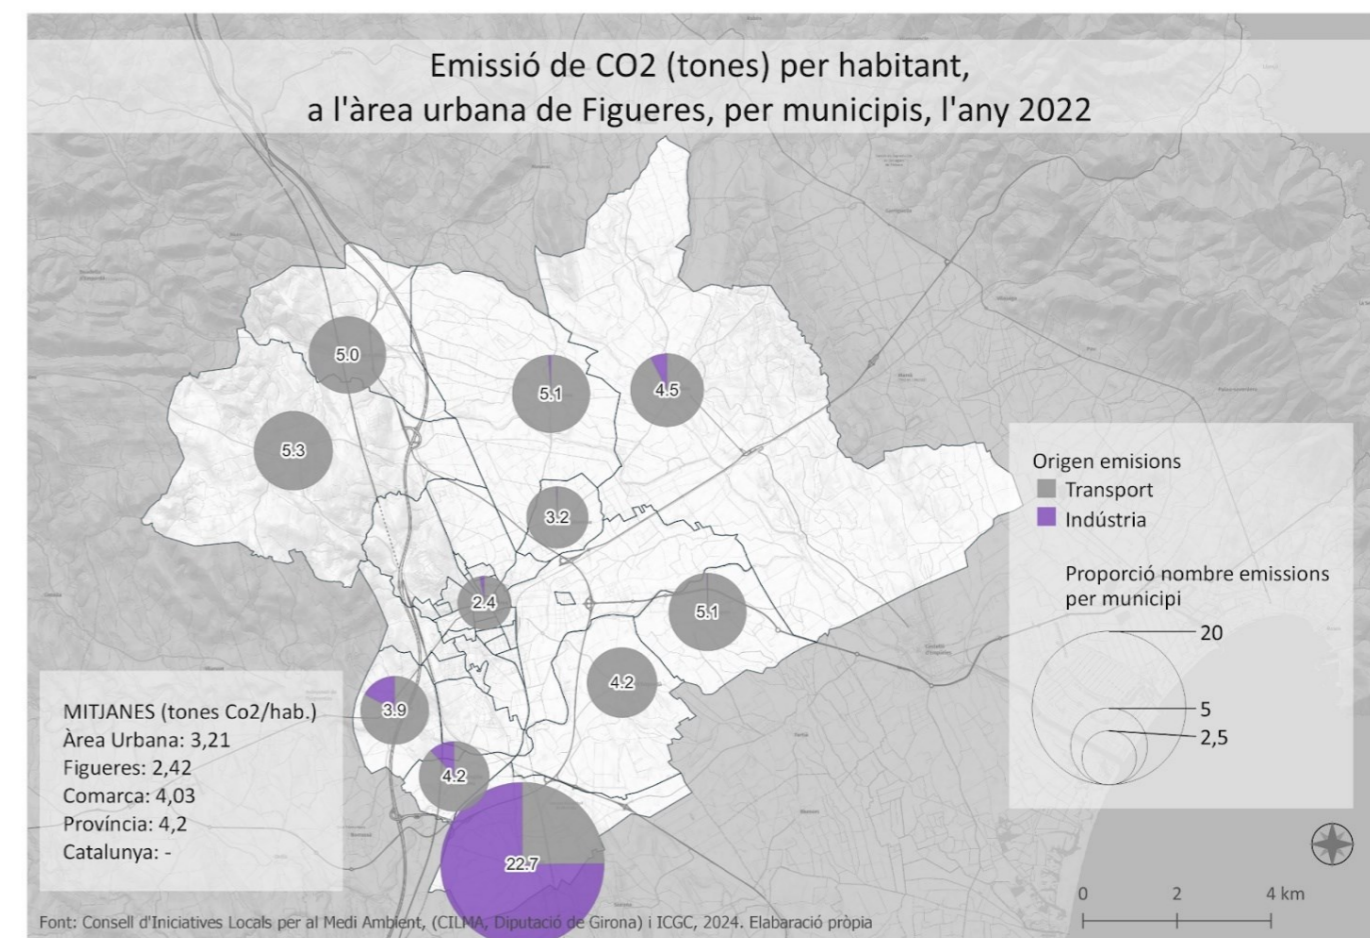 Emissió de CO2 (tones) per habitant,
a l'àrea urbana de Figueres, per municipis, l'any 2022
5.0
5.1
4.5
5.3
3.2
2.4
5.1
4.2
3.9
4.2
22.7
Origen emisions
Transport
Indústria
Proporció nombre emissions
per municipi
20
5
2,5
MITJANES (tones Co2/hab.)
Àrea Urbana: 3,21
Figueres: 2,42
Comarca: 4,03
Província: 4,2
Catalunya: -
0 2 4 km
Font: Consell d'Iniciatives Locals per al Medi Ambient, (CILMA, Diputació de Girona) i ICGC, 2024. Elabaració pròpia